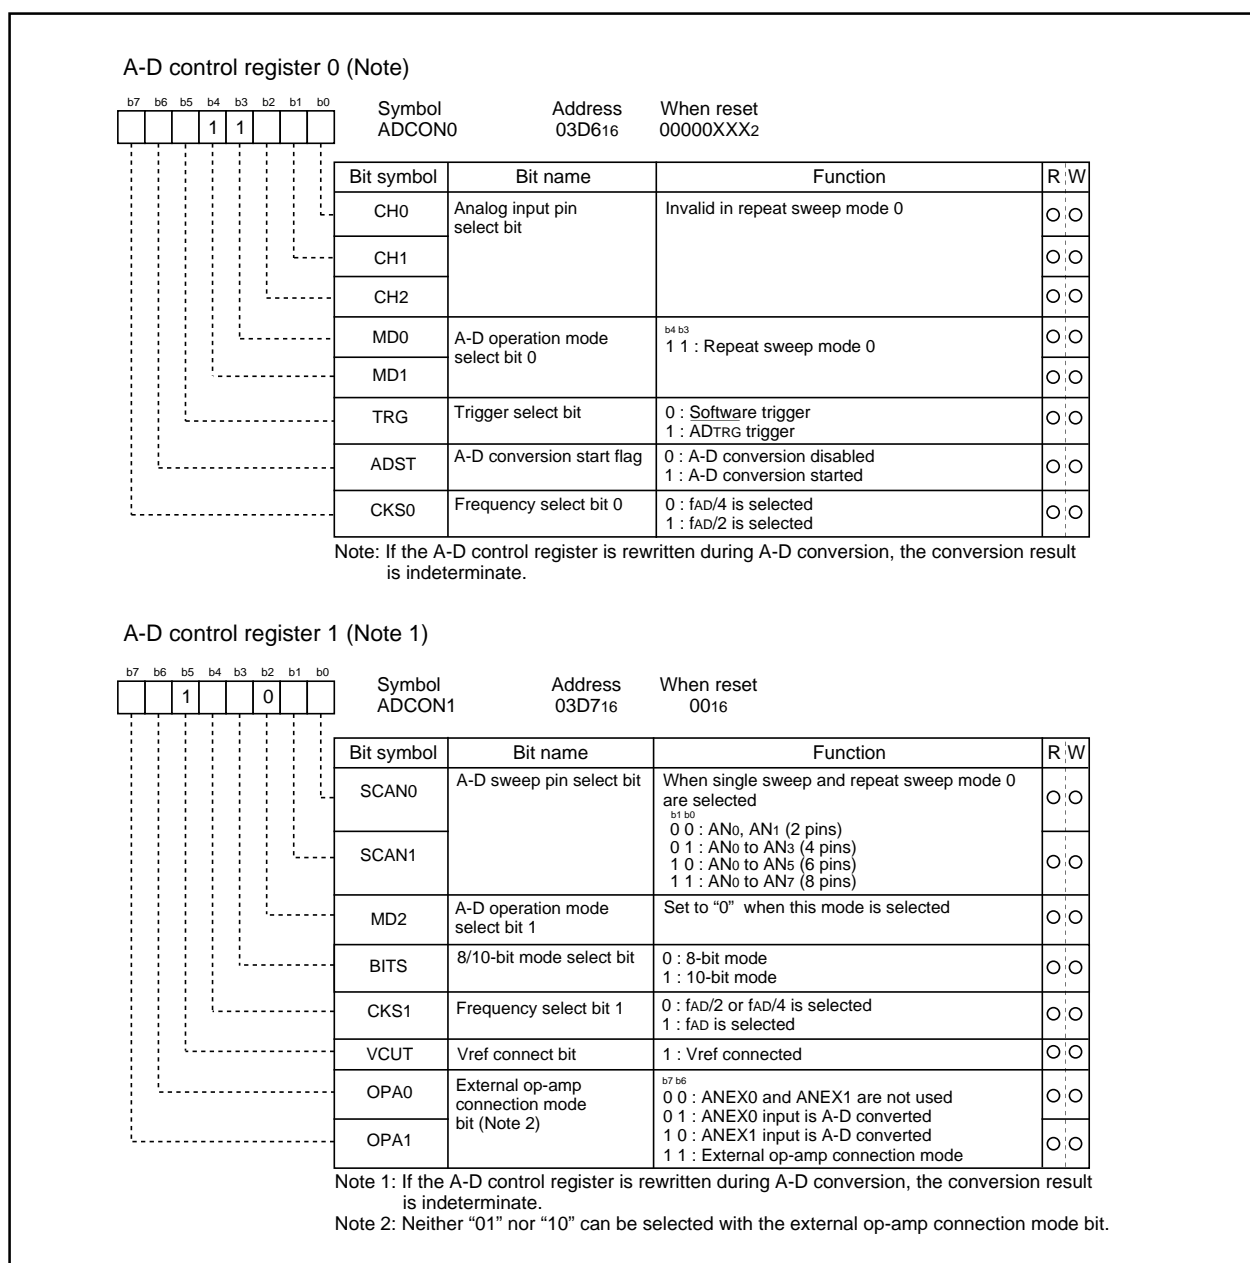 A-D control register 0 (Note)
b7 b6 b5 b4 b3 b2 b1 b0
1 1
Symbol Address When reset
ADCON0 03D616 00000XXX2
Bit symbol Bit name Function R W
CH0 Analog input pin Invalid in repeat sweep mode 0
select bit
CH1
CH2
MD0 A-D operation mode b4 b3
select bit 0 1 1 : Repeat sweep mode 0
MD1
TRG Trigger select bit 0 : Software trigger
1 : ADTRG trigger
ADST A-D conversion start flag 0 : A-D conversion disabled
1 : A-D conversion started
CKS0 Frequency select bit 0 0 : fAD/4 is selected
1 : fAD/2 is selected
Note: If the A-D control register is rewritten during A-D conversion, the conversion result
is indeterminate.
A-D control register 1 (Note 1)
b7 b6 b5 b4 b3 b2 b1 b0
1 0
Symbol Address When reset
ADCON1 03D716 0016
Bit symbol Bit name Function R W
SCAN0 A-D sweep pin select bit When single sweep and repeat sweep mode 0
are selected
b1 b0
0 0 : AN0, AN1 (2 pins)
0 1 : AN0 to AN3 (4 pins)
SCAN1 1 0 : AN0 to AN5 (6 pins)
1 1 : AN0 to AN7 (8 pins)
MD2 A-D operation mode Set to “0” when this mode is selected
select bit 1
BITS 8/10-bit mode select bit 0 : 8-bit mode
1 : 10-bit mode
CKS1 Frequency select bit 1 0 : fAD/2 or fAD/4 is selected
1 : fAD is selected
VCUT Vref connect bit 1 : Vref connected
OPA0 External op-amp b7 b6
connection mode 0 0 : ANEX0 and ANEX1 are not used
bit (Note 2) 0 1 : ANEX0 input is A-D converted
OPA1 1 0 : ANEX1 input is A-D converted
1 1 : External op-amp connection mode
Note 1: If the A-D control register is rewritten during A-D conversion, the conversion result
is indeterminate.
Note 2: Neither “01” nor “10” can be selected with the external op-amp connection mode bit.